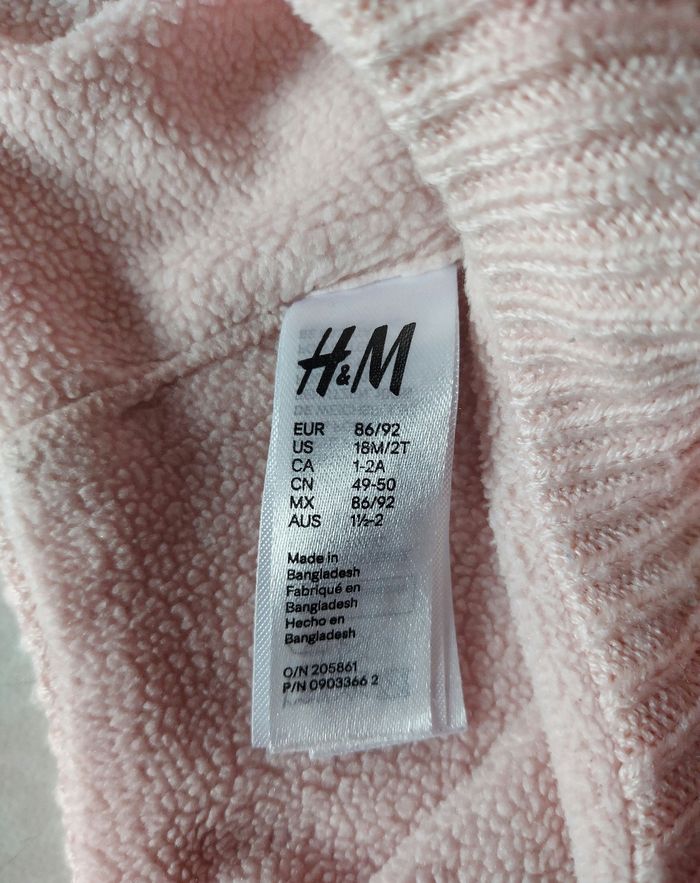 H&M
EUR 86/92
US 18M/2T
CA 1-2A
CN 49-50
MX 86/92
AUS 1½-2
Made in
Bangladesh
Fabriqué en
Bangladesh
Hecho en
Bangladesh
O/N 205861
P/N 0903366 2